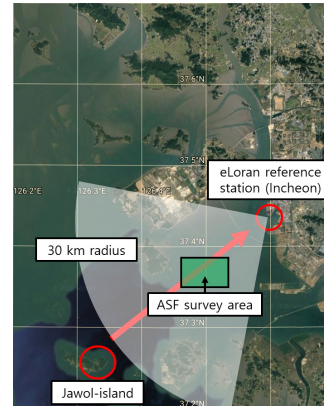 37.6°N
37.5°N
eLoran reference
station (Incheon)
126.2°E
126.3°E
126.4°E
30 km radius
37.4°N
ASF survey area
37.3°N
Jawol-island
37.2°N